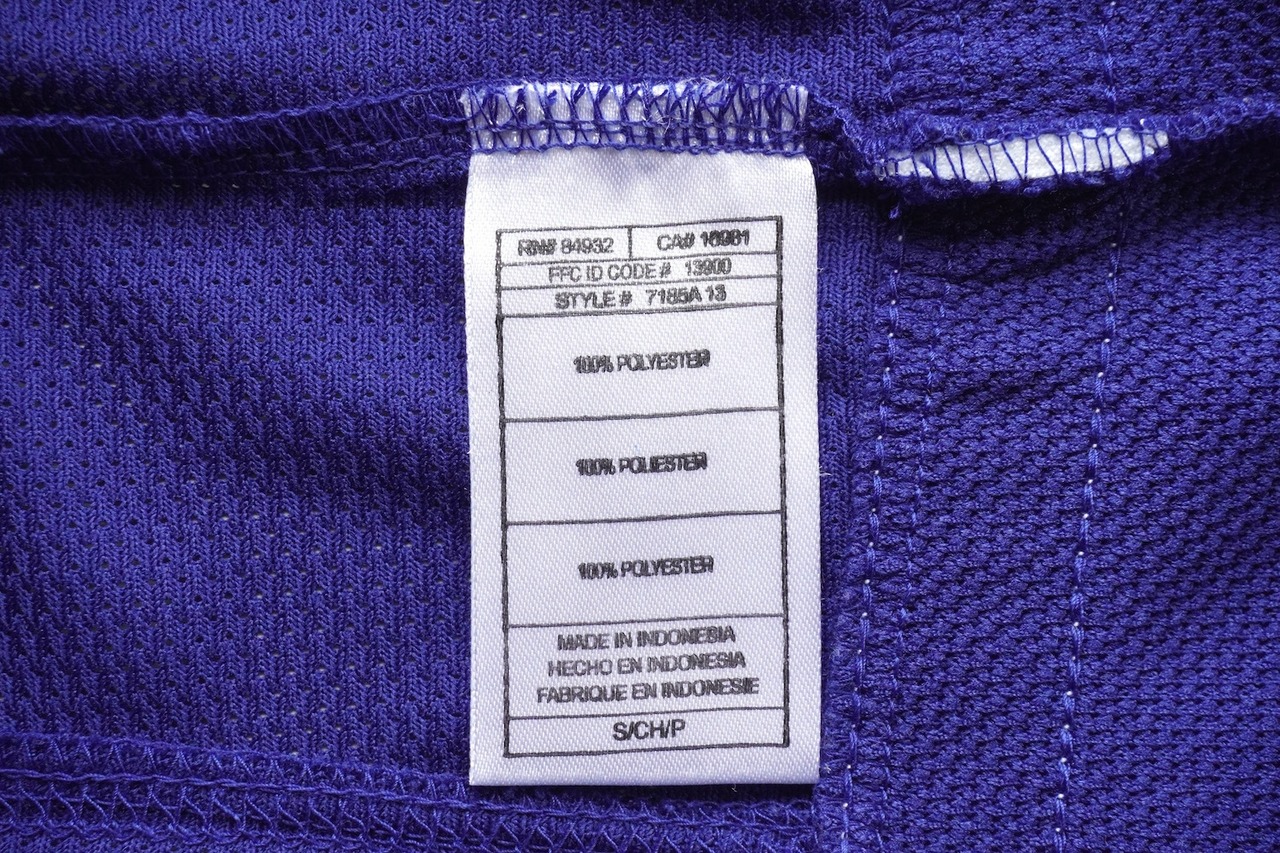 RN# 84932 CA# 16981
FFC ID CODE # 13900
STYLE # 7185A 13
100% POLYESTER
100% POLIESTER
100% POLYESTER
MADE IN INDONESIA
HECHO EN INDONESIA
FABRIQUE EN INDONESIE
S/CH/P